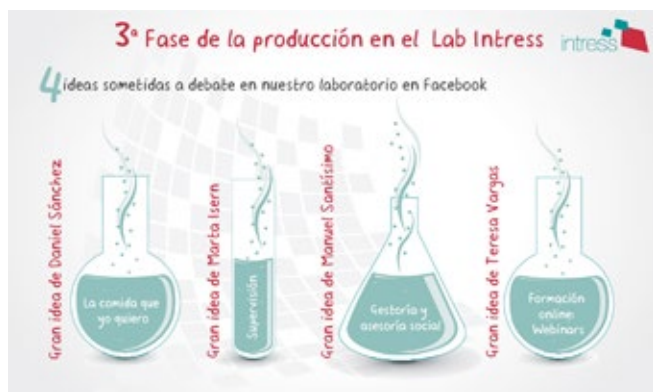 3ª Fase de la producción en el Lab Intress
intress
4 ideas sometidas a debate en nuestro laboratorio en Facebook
Gran idea de Daniel Sánchez
La comida que
yo quiero
Gran idea de Marta Isern
Supervisión
Gran idea de Manuel Santísimo
Gestoría y
asesoría social
Gran idea de Teresa Vargas
Formación
online:
Webinars